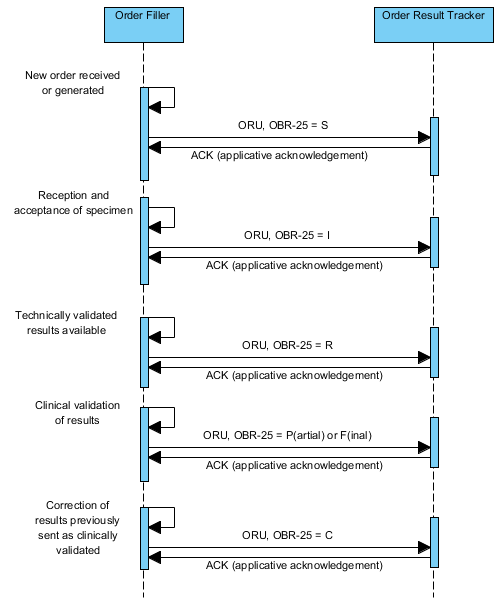 Order Filler
Order Result Tracker
New order received
or generated
ORU, OBR-25 = S
ACK (applicative acknowledgement)
Reception and
acceptance of specimen
ORU, OBR-25 = I
ACK (applicative acknowledgement)
Technically validated
results available
ORU, OBR-25 = R
ACK (applicative acknowledgement)
Clinical validation
of results
ORU, OBR-25 = P(artial) or F(inal)
ACK (applicative acknowledgement)
Correction of
results previously
sent as clinically
validated
ORU, OBR-25 = C
ACK (applicative acknowledgement)